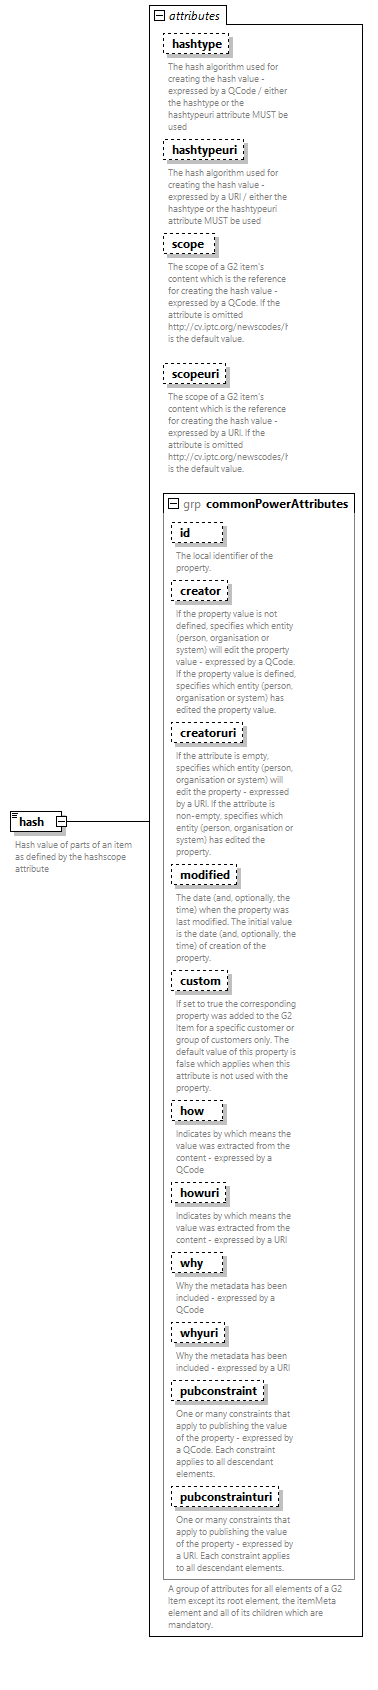 attributes
hashtype
The hash algorithm used for
creating the hash value -
expressed by a QCode / either
the hashtype or the
hashtypeuri attribute MUST be
used
hashtypeuri
The hash algorithm used for
creating the hash value -
expressed by a URI / either the
hashtype or the hashtypeuri
attribute MUST be used
scope
The scope of a G2 item's
content which is the reference
for creating the hash value -
expressed by a QCode. If the
attribute is omitted
http://cv.iptc.org/newscodes/h
is the default value.
scopeuri
The scope of a G2 item's
content which is the reference
for creating the hash value -
expressed by a URI. If the
attribute is omitted
http://cv.iptc.org/newscodes/h
is the default value.
grp commonPowerAttributes
id
The local identifier of the
property.
creator
If the property value is not
defined, specifies which entity
(person, organisation or
system) will edit the property
value - expressed by a QCode.
If the property value is defined,
specifies which entity (person,
organisation or system) has
edited the property value.
creatoruri
If the attribute is empty,
specifies which entity (person,
organisation or system) will
edit the property - expressed
by a URI. If the attribute is
non-empty, specifies which
entity (person, organisation or
system) has edited the
property.
hash
Hash value of parts of an item
as defined by the hashscope
attribute
modified
The date (and, optionally, the
time) when the property was
last modified. The initial value
is the date (and, optionally, the
time) of creation of the
property.
custom
If set to true the corresponding
property was added to the G2
Item for a specific customer or
group of customers only. The
default value of this property is
false which applies when this
attribute is not used with the
property.
how
Indicates by which means the
value was extracted from the
content - expressed by a
QCode
howuri
Indicates by which means the
value was extracted from the
content - expressed by a URI
why
Why the metadata has been
included - expressed by a
QCode
whyuri
Why the metadata has been
included - expressed by a URI
pubconstraint
One or many constraints that
apply to publishing the value
of the property - expressed by
a QCode. Each constraint
applies to all descendant
elements.
pubconstrainturi
One or many constraints that
apply to publishing the value
of the property - expressed by
a URI. Each constraint applies
to all descendant elements.
A group of attributes for all elements of a G2
Item except its root element, the itemMeta
element and all of its children which are
mandatory.